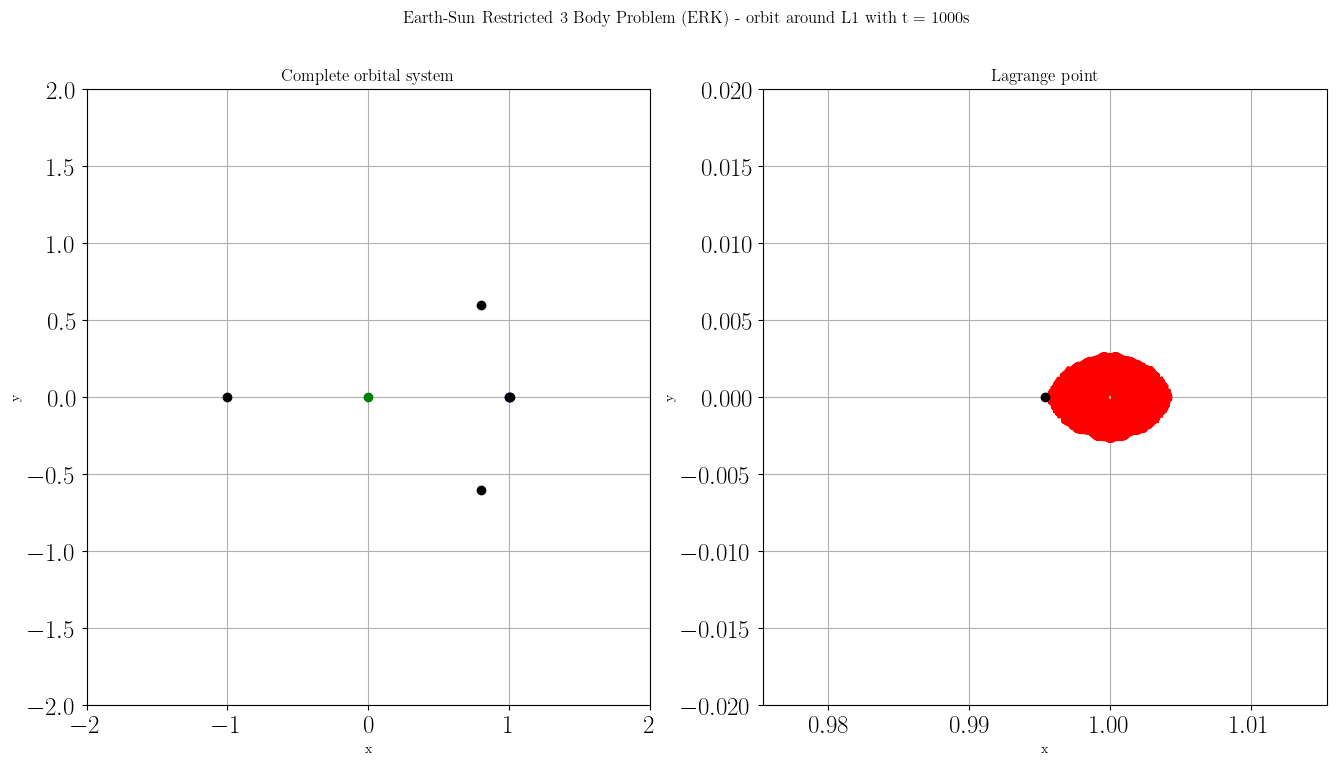 Earth-Sun Restricted 3 Body Problem (ERK) - orbit around L1 with t = 1000s
Complete orbital system
2.0
1.5
1.0
0.5
0.0
−0.5
−1.0
−1.5
−2.0
y
−2 −1 0 1 2
x
Lagrange point
0.020
0.015
0.010
0.005
0.000
−0.005
−0.010
−0.015
−0.020
y
0.98 0.99 1.00 1.01
x